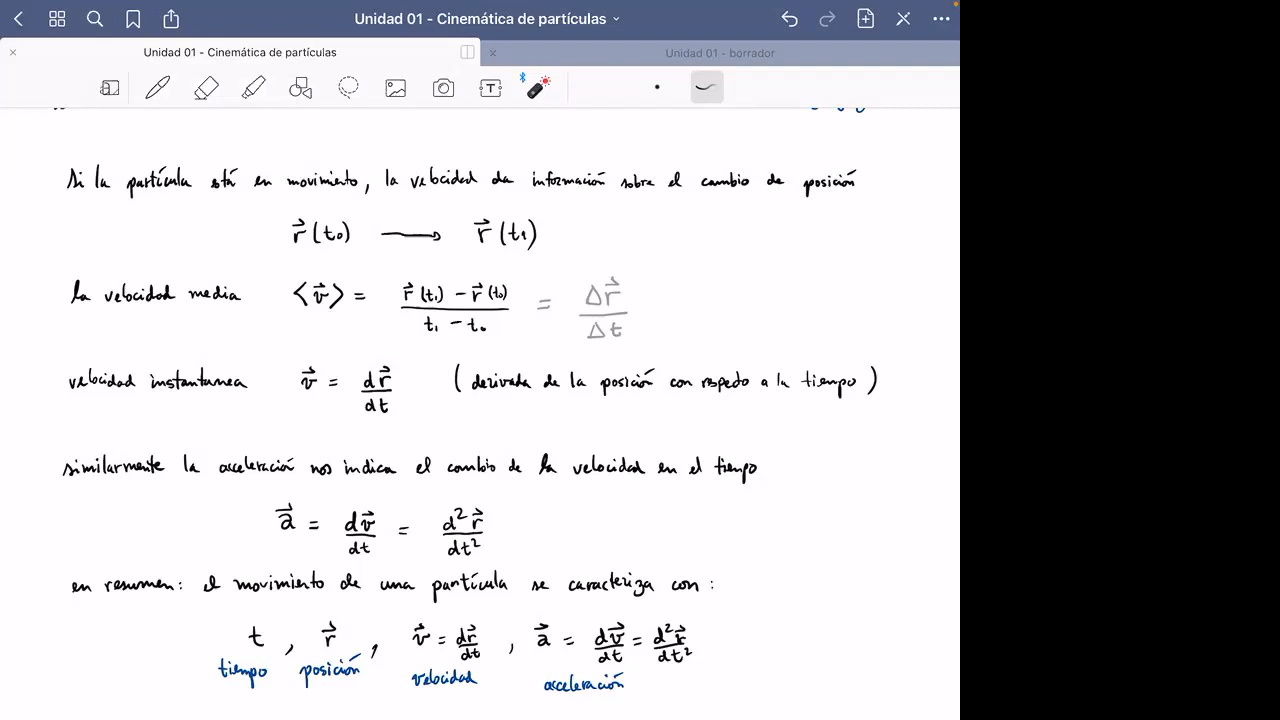 Unidad 01 - Cinemática de partículas
Unidad 01 - Cinemática de partículas
Unidad 01 - borrador
Si la partícula está en movimiento, la velocidad da información sobre el cambio de posición
r⃗(t₀) ⟶ r⃗(t₁)
la velocidad media ⟨v⃗⟩ = (r⃗(t₁) − r⃗(t₀))/(t₁ − t₀) = Δr⃗/Δt
velocidad instantanea v⃗ = dr⃗/dt (derivada de la posición con respecto a la tiempo)
similarmente la aceleración nos indica el cambio de la velocidad en el tiempo
a⃗ = dv⃗/dt = d²r⃗/dt²
en resumen: el movimiento de una partícula se caracteriza con:
t, r⃗, v⃗ = dr⃗/dt, a⃗ = dv⃗/dt = d²r⃗/dt²
tiempo posición velocidad aceleración